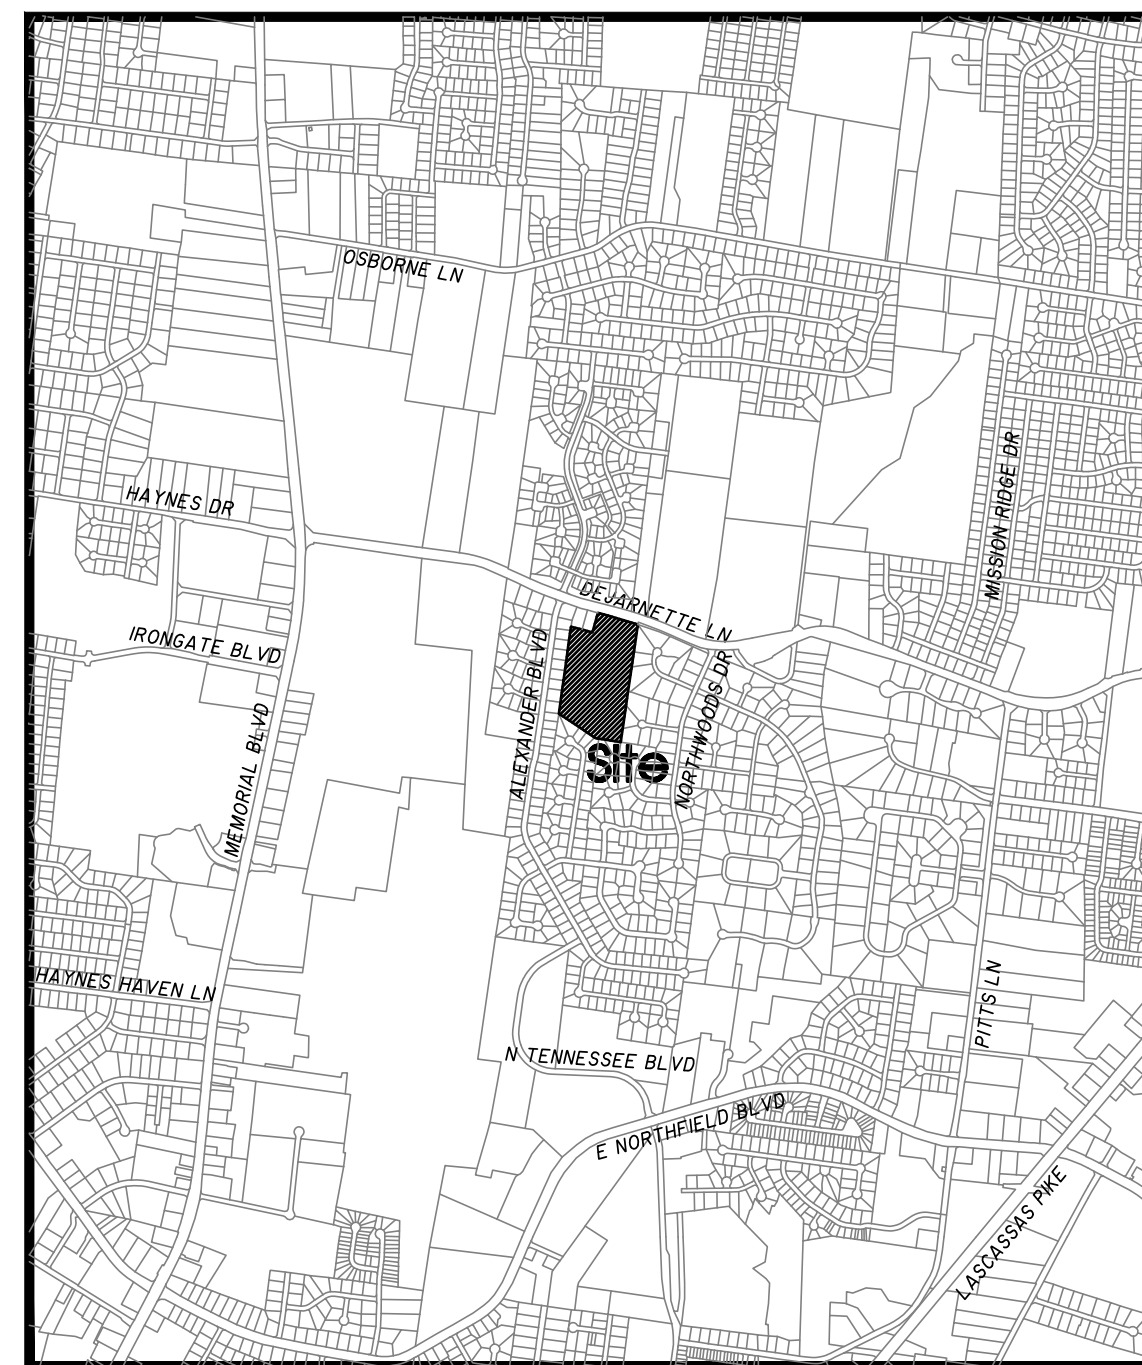 OSBORNE LN
MISSION RIDGE DR
HAYNES DR
DEJARNETTE LN
IRONGATE BLVD
ALEXANDER BLVD
NORTHWOODS DR
MEMORIAL BLVD
Site
HAYNES HAVEN LN
PITTS LN
N TENNESSEE BLVD
E NORTHFIELD BLVD
LASCASSAS PIKE